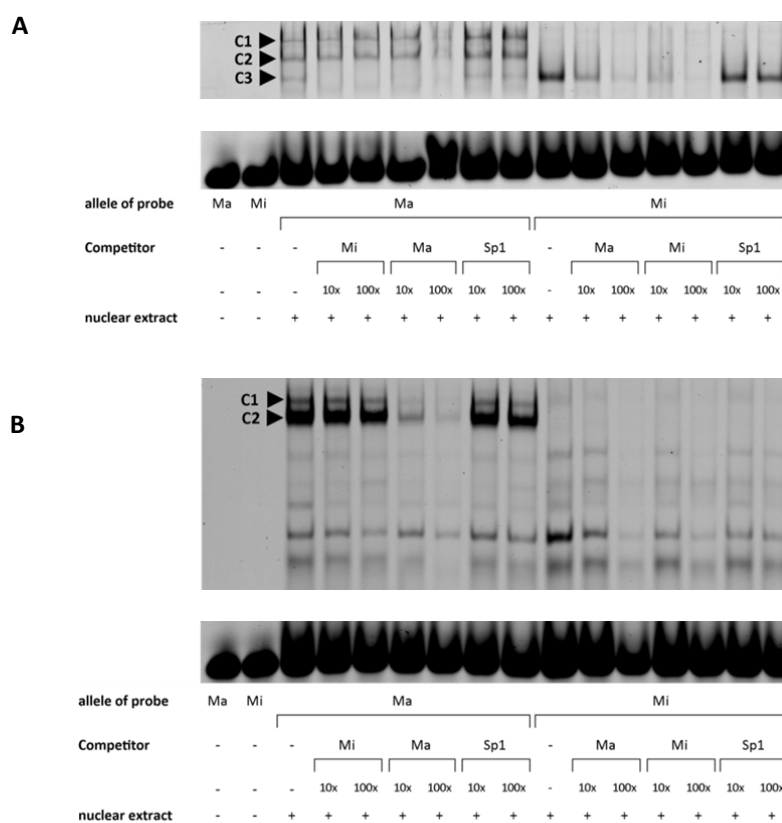 A
C1
C2
C3
allele of probe Ma Mi Ma Mi
Competitor - - - Mi Ma Sp1 - Ma Mi Sp1
- - - 10x 100x 10x 100x 10x 100x - 10x 100x 10x 100x 10x 100x
nuclear extract - - + + + + + + + + + + + + + +
B
C1
C2
allele of probe Ma Mi Ma Mi
Competitor - - - Mi Ma Sp1 - Ma Mi Sp1
- - - 10x 100x 10x 100x 10x 100x - 10x 100x 10x 100x 10x 100x
nuclear extract - - + + + + + + + + + + + + + +